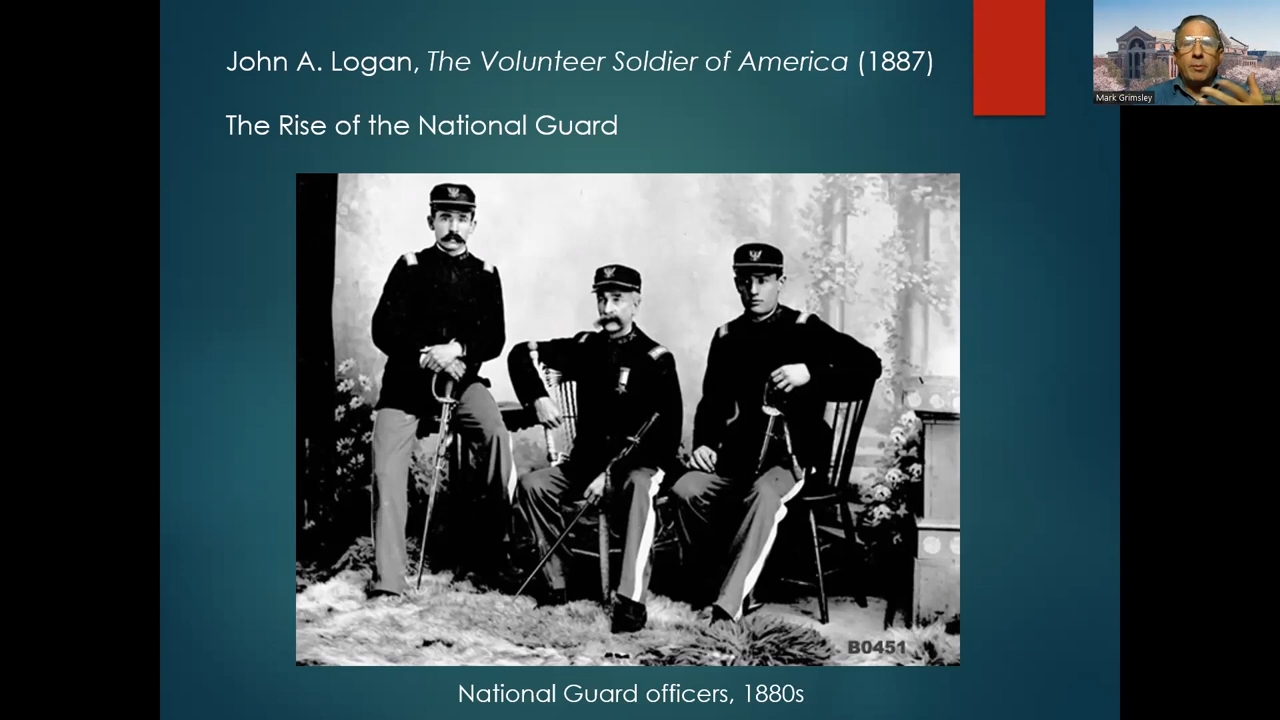 John A. Logan, The Volunteer Soldier of America (1887)
The Rise of the National Guard
Mark Grimsley
B0451
National Guard officers, 1880s